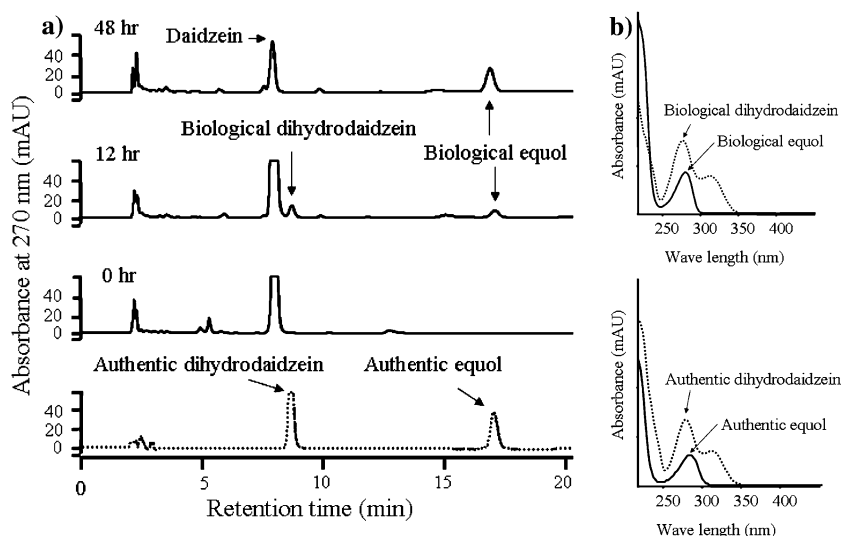 a)
48 hr
Daidzein
40
20
0
12 hr
Biological dihydrodaidzein
Biological equol
40
20
0
0 hr
40
20
0
Authentic dihydrodaidzein
Authentic equol
40
20
0
0
5
10
15
20
0
Retention time (min)
Absorbance at 270 nm (mAU)
b)
Absorbance (mAU)
Biological dihydrodaidzein
Biological equol
250
300
350
400
Wave length (nm)
Absorbance (mAU)
Authentic dihydrodaidzein
Authentic equol
250
300
350
400
Wave length (nm)